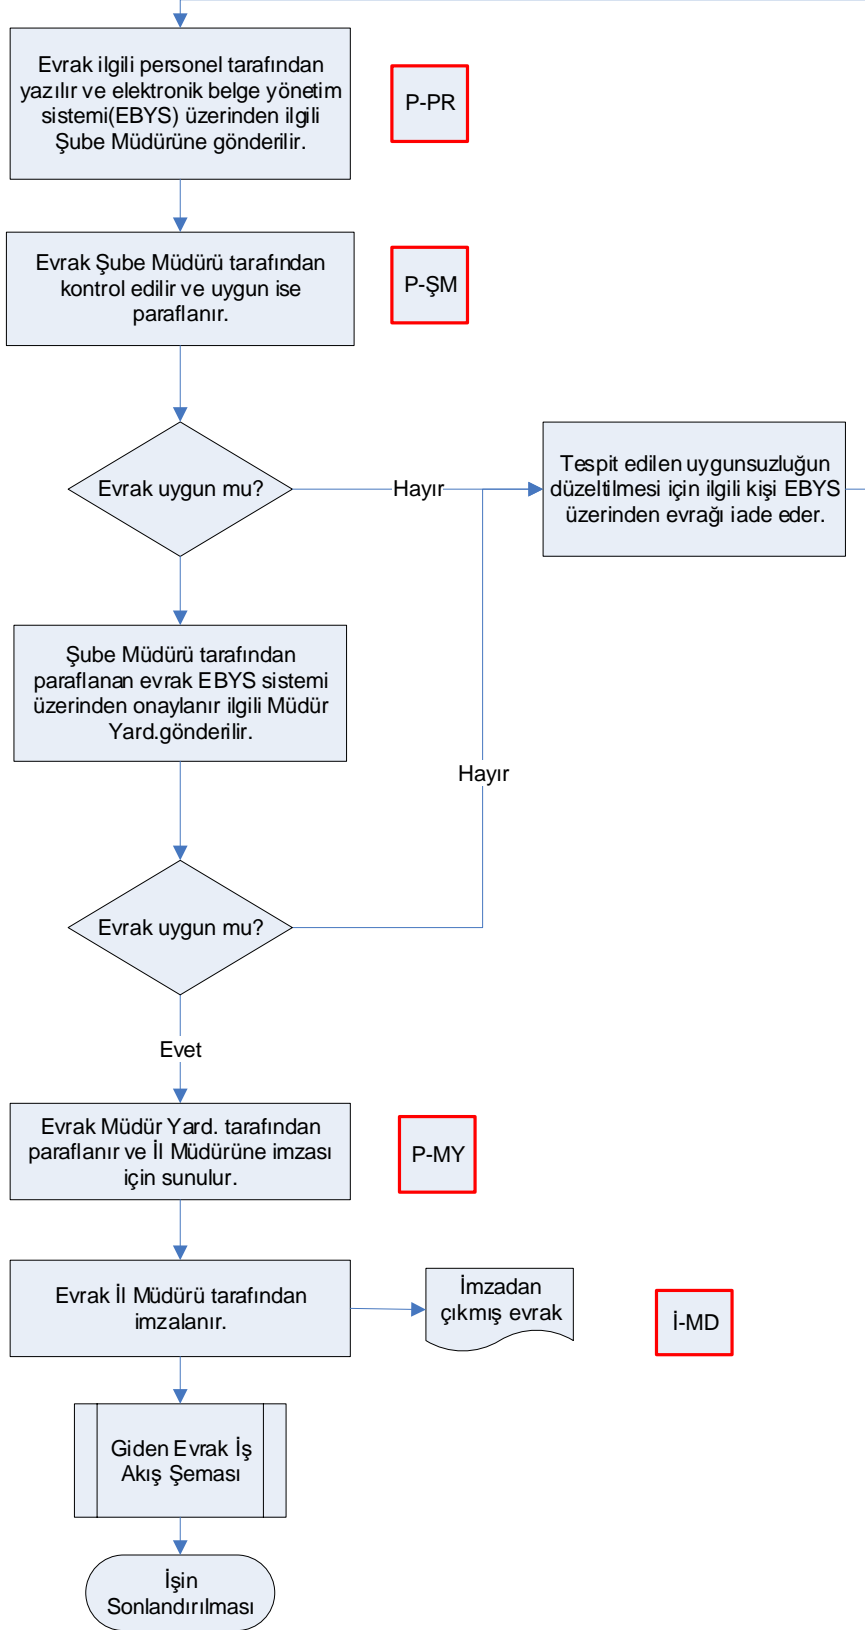 Evrak ilgili personel tarafından
yazılır ve elektronik belge yönetim
sistemi(EBYS) üzerinden ilgili
Şube Müdürüne gönderilir.
P-PR
Evrak Şube Müdürü tarafından
kontrol edilir ve uygun ise
paraflanır.
P-ŞM
Evrak uygun mu?
Hayır
Tespit edilen uygunsuzluğun
düzeltilmesi için ilgili kişi EBYS
üzerinden evrağı iade eder.
Şube Müdürü tarafından
paraflanan evrak EBYS sistemi
üzerinden onaylanır ilgili Müdür
Yard.gönderilir.
Hayır
Evrak uygun mu?
Evet
Evrak Müdür Yard. tarafından
paraflanır ve İl Müdürüne imzası
için sunulur.
P-MY
Evrak İl Müdürü tarafından
imzalanır.
İmzadan
çıkmış evrak
İ-MD
Giden Evrak İş
Akış Şeması
İşin
Sonlandırılması